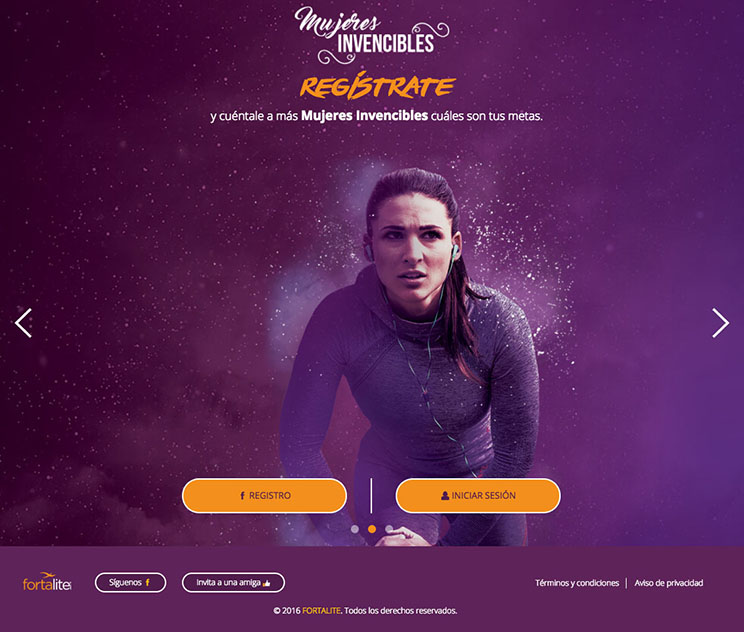 Mujeres
INVENCIBLES
REGÍSTRATE
y cuéntale a más Mujeres Invencibles cuáles son tus metas.
f REGISTRO
INICIAR SESIÓN
fortalite
Síguenos f
Invita a una amiga
Términos y condiciones | Aviso de privacidad
© 2016 FORTALITE. Todos los derechos reservados.